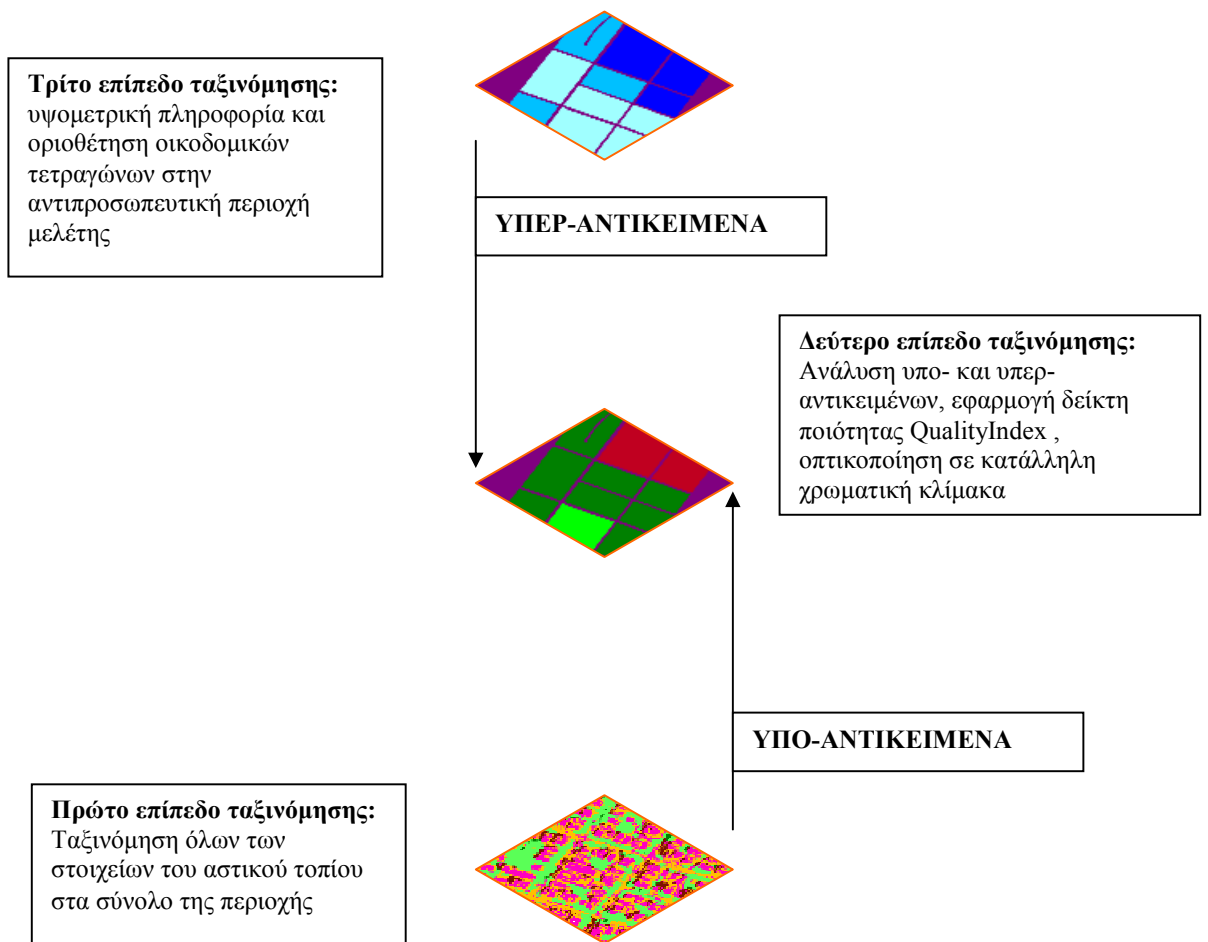 Τρίτο επίπεδο ταξινόμησης:
υψομετρική πληροφορία και
οριοθέτηση οικοδομικών
τετραγώνων στην
αντιπροσωπευτική περιοχή
μελέτης
ΥΠΕΡ-ΑΝΤΙΚΕΙΜΕΝΑ
Δεύτερο επίπεδο ταξινόμησης:
Ανάλυση υπο- και υπερ-
αντικειμένων, εφαρμογή δείκτη
ποιότητας QualityIndex ,
οπτικοποίηση σε κατάλληλη
χρωματική κλίμακα
ΥΠΟ-ΑΝΤΙΚΕΙΜΕΝΑ
Πρώτο επίπεδο ταξινόμησης:
Ταξινόμηση όλων των
στοιχείων του αστικού τοπίου
στα σύνολο της περιοχής